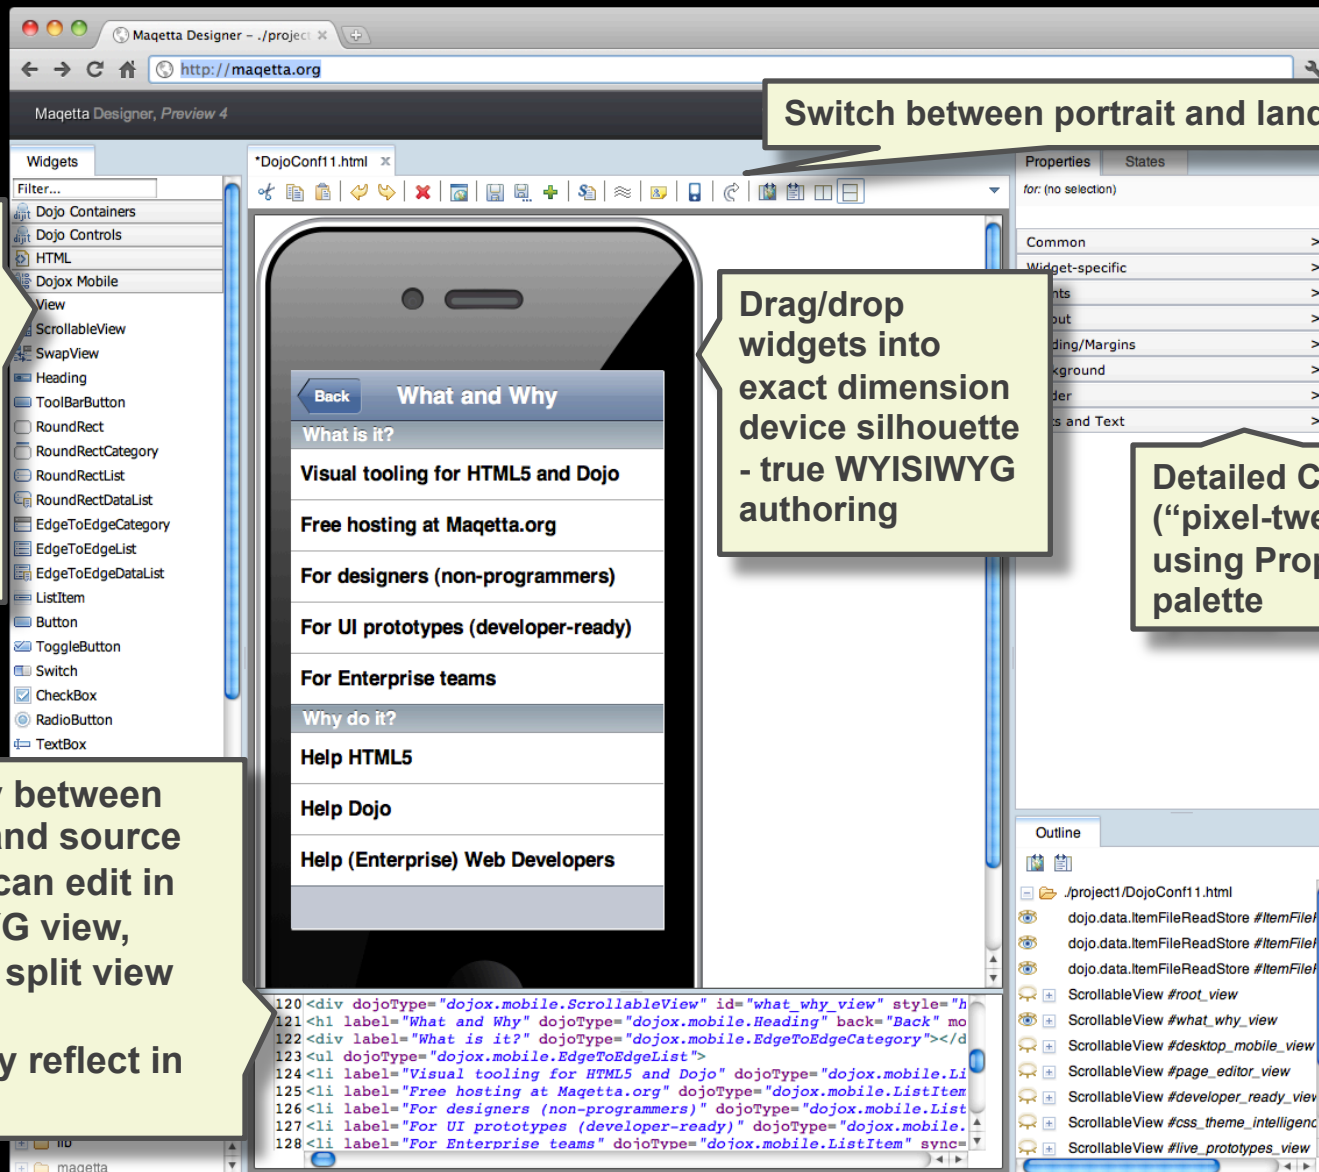 Maqetta Designer – ./project
http://maqetta.org
Maqetta Designer, Preview 4
Switch between portrait and land
Widgets
Filter...
Dojo Containers
Dojo Controls
HTML
Dojox Mobile
View
ScrollableView
SwapView
Heading
ToolBarButton
RoundRect
RoundRectCategory
RoundRectList
RoundRectDataList
EdgeToEdgeCategory
EdgeToEdgeList
EdgeToEdgeDataList
ListItem
Button
ToggleButton
Switch
CheckBox
RadioButton
TextBox
between
and source
can edit in
G view,
split view
y reflect in
lib
maqetta
*DojoConf11.html
Back
What and Why
What is it?
Visual tooling for HTML5 and Dojo
Free hosting at Maqetta.org
For designers (non-programmers)
For UI prototypes (developer-ready)
For Enterprise teams
Why do it?
Help HTML5
Help Dojo
Help (Enterprise) Web Developers
Drag/drop
widgets into
exact dimension
device silhouette
- true WYISIWYG
authoring
120 <div dojoType="dojox.mobile.ScrollableView" id="what_why_view" style="h
121 <h1 label="What and Why" dojoType="dojox.mobile.Heading" back="Back" mo
122 <div label="What is it?" dojoType="dojox.mobile.EdgeToEdgeCategory"></d
123 <ul dojoType="dojox.mobile.EdgeToEdgeList">
124 <li label="Visual tooling for HTML5 and Dojo" dojoType="dojox.mobile.Li
125 <li label="Free hosting at Maqetta.org" dojoType="dojox.mobile.ListItem
126 <li label="For designers (non-programmers)" dojoType="dojox.mobile.List
127 <li label="For UI prototypes (developer-ready)" dojoType="dojox.mobile.
128 <li label="For Enterprise teams" dojoType="dojox.mobile.ListItem" sync=
Properties
States
for: (no selection)
Common
Widget-specific
nts
out
ding/Margins
kground
der
s and Text
Detailed C
("pixel-twe
using Prop
palette
Outline
./project1/DojoConf11.html
dojo.data.ItemFileReadStore #ItemFileR
dojo.data.ItemFileReadStore #ItemFileR
dojo.data.ItemFileReadStore #ItemFileR
ScrollableView #root_view
ScrollableView #what_why_view
ScrollableView #desktop_mobile_view
ScrollableView #page_editor_view
ScrollableView #developer_ready_view
ScrollableView #css_theme_intelligenc
ScrollableView #live_prototypes_view